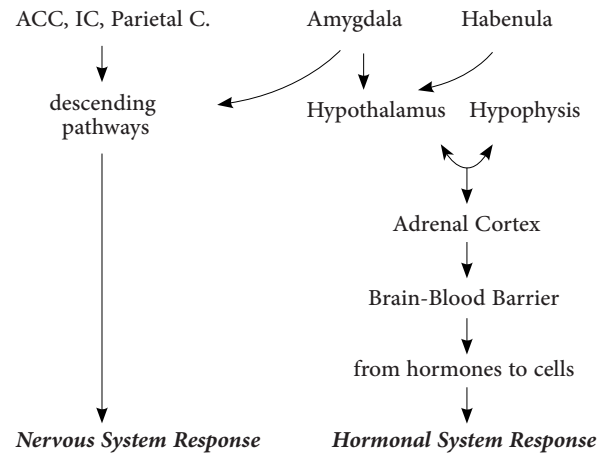 ACC, IC, Parietal C.
Amygdala
Habenula
descending
pathways
Hypothalamus
Hypophysis
Adrenal Cortex
Brain-Blood Barrier
from hormones to cells
Nervous System Response
Hormonal System Response